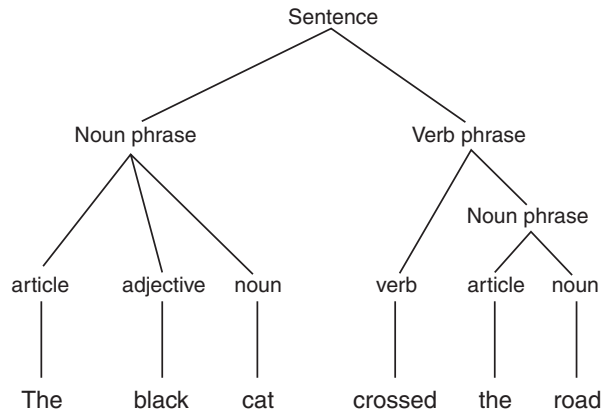 Sentence
Noun phrase Verb phrase
Noun phrase
article adjective noun verb article noun
The black cat crossed the road